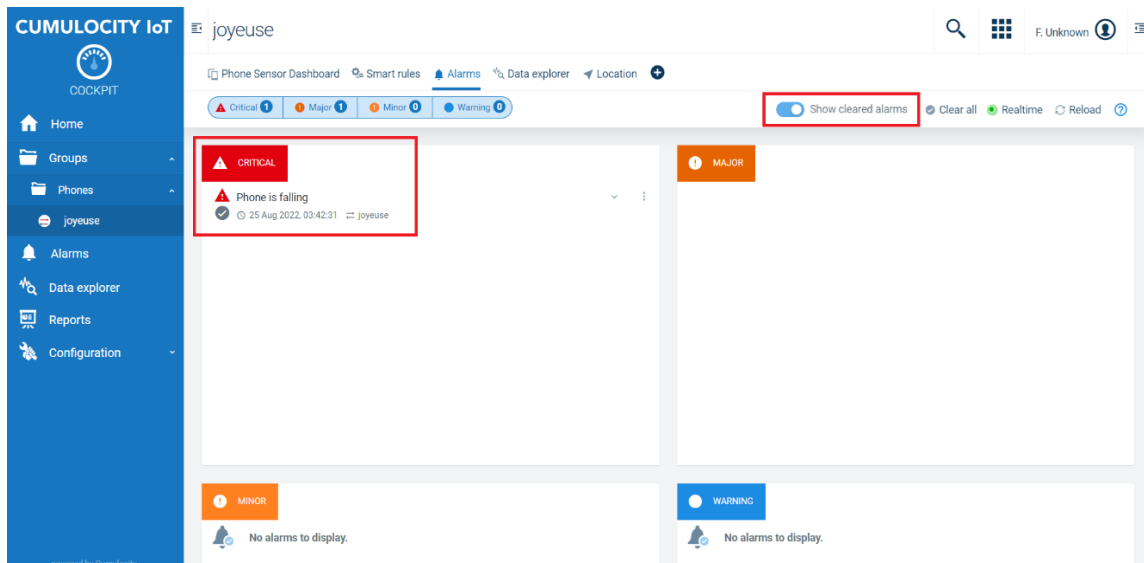 CUMULOCITY IoT
COCKPIT
Home
Groups
Phones
joyeuse
Alarms
Data explorer
Reports
Configuration
joyeuse
F. Unknown
Phone Sensor Dashboard Smart rules Alarms Data explorer Location
Critical 1 Major 1 Minor 0 Warning 0
Show cleared alarms Clear all Realtime Reload
CRITICAL
Phone is falling
25 Aug 2022, 03:42:31 joyeuse
MAJOR
MINOR
No alarms to display.
WARNING
No alarms to display.